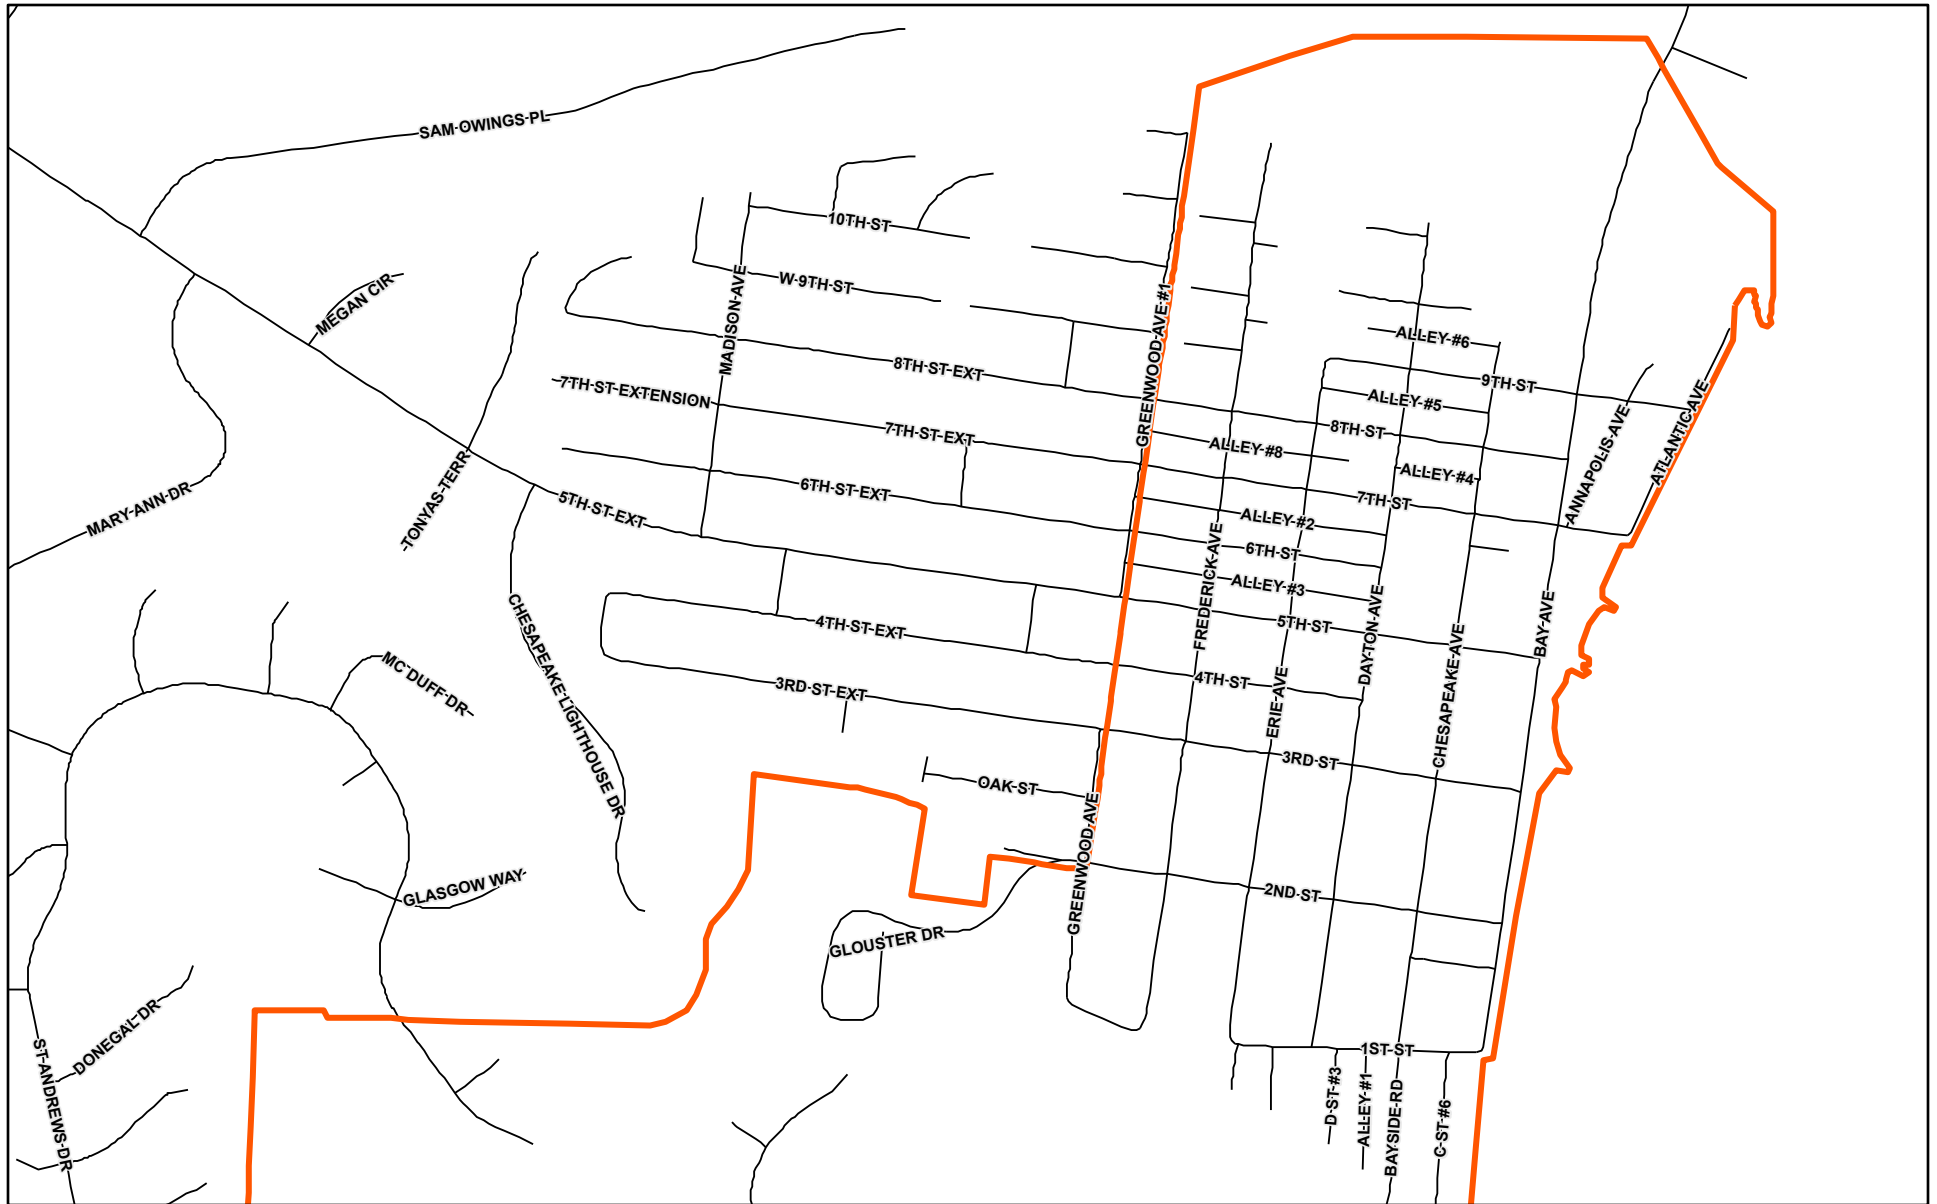 SAM OWINGS PL
10TH ST
W 9TH ST
MEGAN CIR
MADISON AVE
GREENWOOD AVE #1
ALLEY #6
8TH ST EXT
9TH ST
7TH ST EXTENSION
ALLEY #5
ATLANTIC AVE
7TH ST EXT
8TH ST
ANNAPOLIS AVE
ALLEY #8
ALLEY #4
TONYAS TERR
6TH ST EXT
7TH ST
MARY ANN DR
5TH ST EXT
ALLEY #2
6TH ST
FREDERICK AVE
ALLEY #3
CHESAPEAKE LIGHTHOUSE DR
4TH ST EXT
5TH ST
DAYTON AVE
BAY AVE
MC DUFF DR
3RD ST EXT
4TH ST
ERIE AVE
CHESAPEAKE AVE
3RD ST
OAK ST
GREENWOOD AVE
GLASGOW WAY
2ND ST
GLOUSTER DR
DONEGAL DR
1ST ST
ST ANDREWS DR
D ST #3
ALLEY #1
BAYSIDE RD
C ST #6